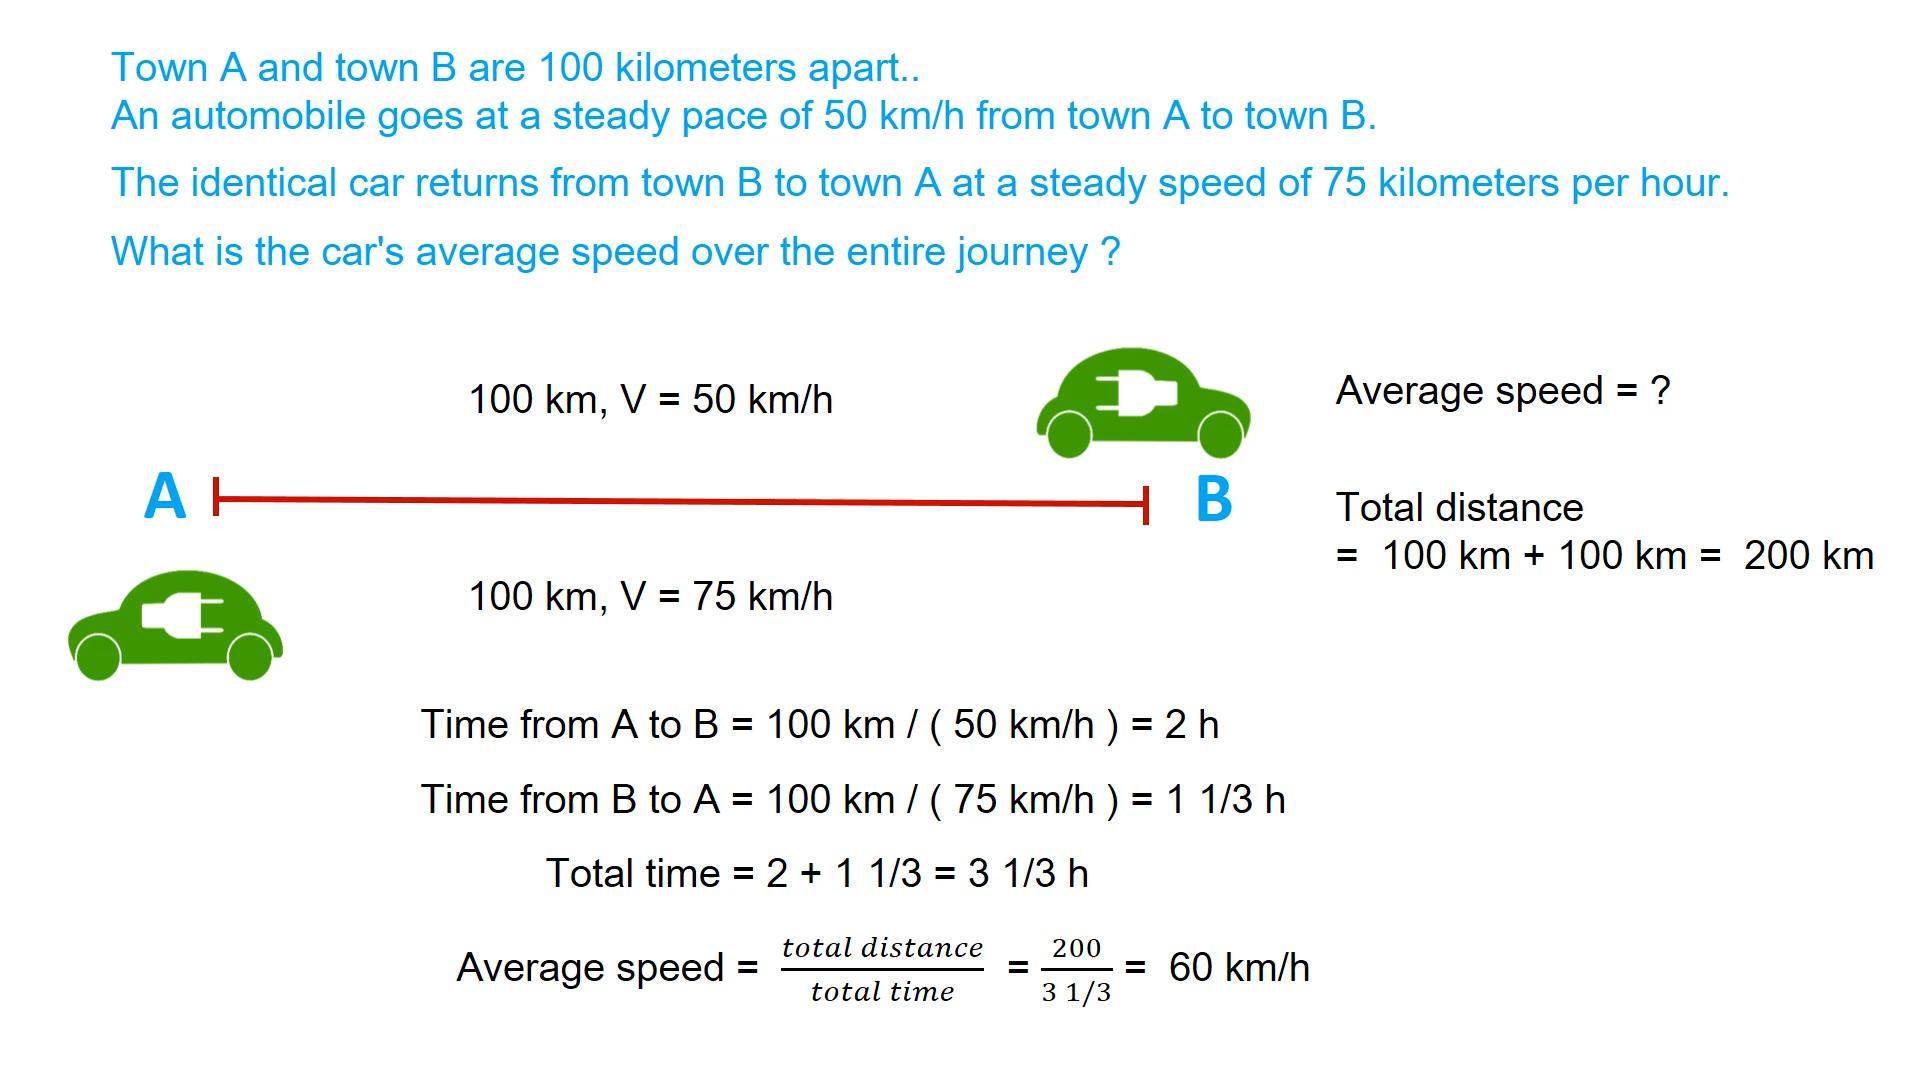 Town A and town B are 100 kilometers apart..
An automobile goes at a steady pace of 50 km/h from town A to town B.
The identical car returns from town B to town A at a steady speed of 75 kilometers per hour.
What is the car's average speed over the entire journey ?
100 km, V = 50 km/h
Average speed = ?
A
B
Total distance
= 100 km + 100 km = 200 km
100 km, V = 75 km/h
Time from A to B = 100 km / ( 50 km/h ) = 2 h
Time from B to A = 100 km / ( 75 km/h ) = 1 1/3 h
Total time = 2 + 1 1/3 = 3 1/3 h
Average speed = total distance / total time = 200 / 3 1/3 = 60 km/h